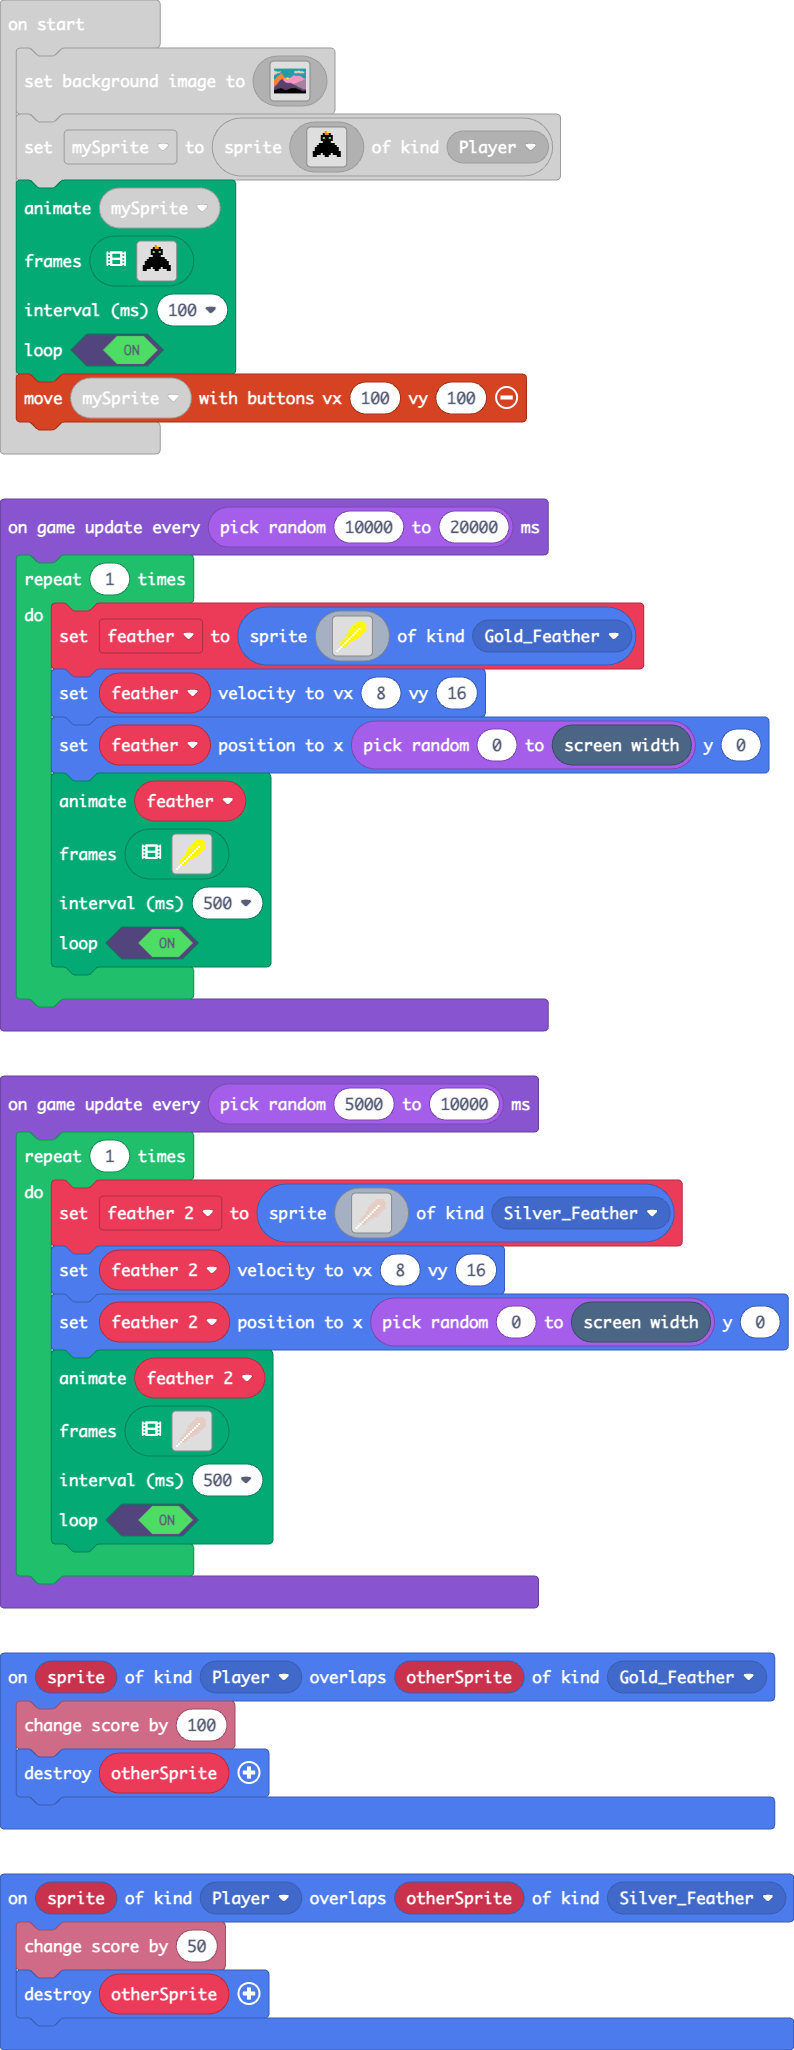 on start
set background image to
set mySprite to sprite of kind Player
animate mySprite
frames
interval (ms) 100
loop ON
move mySprite with buttons vx 100 vy 100
on game update every pick random 10000 to 20000 ms
repeat 1 times
do
set feather to sprite of kind Gold_Feather
set feather velocity to vx 8 vy 16
set feather position to x pick random 0 to screen width y 0
animate feather
frames
interval (ms) 500
loop ON
on game update every pick random 5000 to 10000 ms
repeat 1 times
do
set feather 2 to sprite of kind Silver_Feather
set feather 2 velocity to vx 8 vy 16
set feather 2 position to x pick random 0 to screen width y 0
animate feather 2
frames
interval (ms) 500
loop ON
on sprite of kind Player overlaps otherSprite of kind Gold_Feather
change score by 100
destroy otherSprite
on sprite of kind Player overlaps otherSprite of kind Silver_Feather
change score by 50
destroy otherSprite